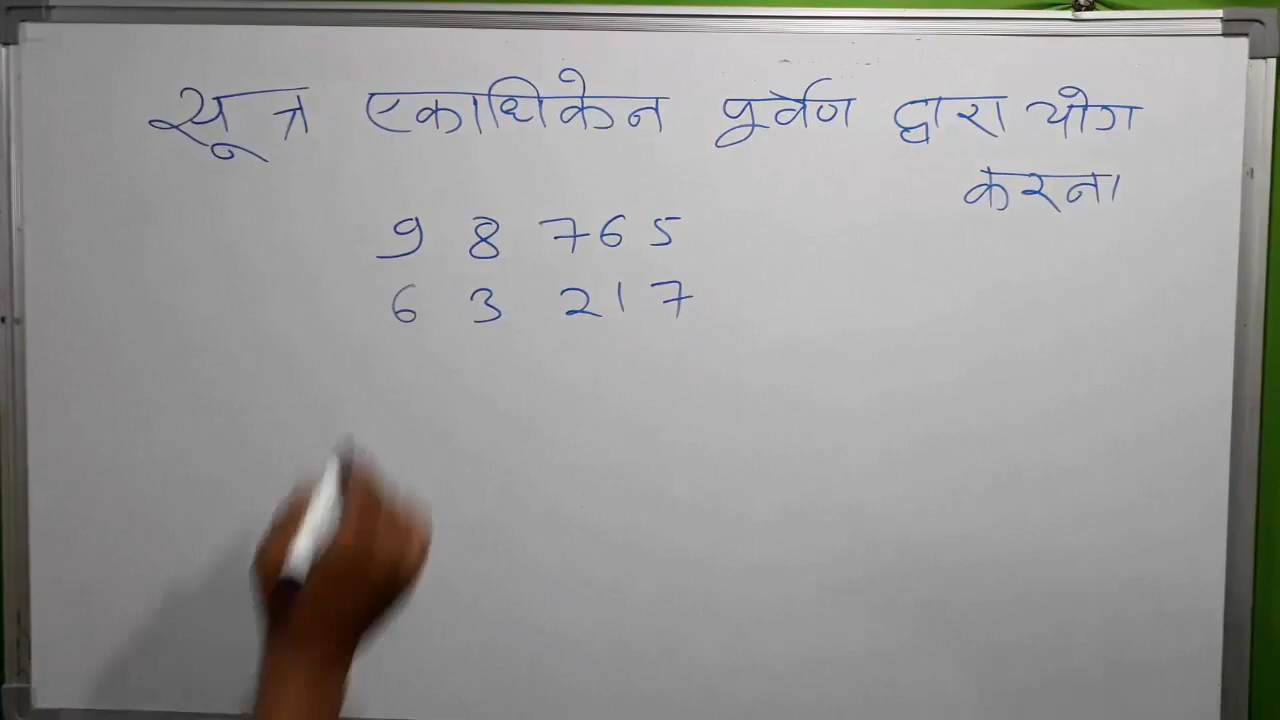 सूत्र एकाधिकेन पूर्वेण द्वारा योग
करना
9 8 7 6 5
6 3 2 1 7